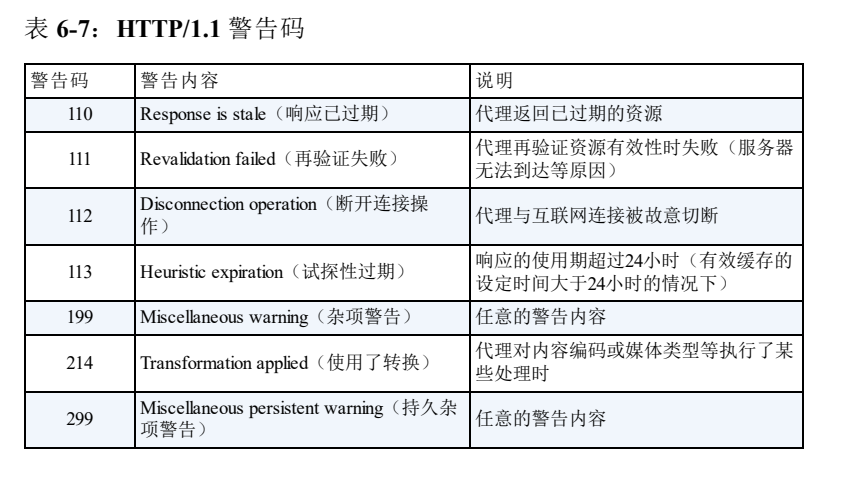 表 6-7：HTTP/1.1 警告码
警告码 警告内容 说明
110 Response is stale（响应已过期） 代理返回已过期的资源
111 Revalidation failed（再验证失败） 代理再验证资源有效性时失败（服务器
无法到达等原因）
112 Disconnection operation（断开连接操
作） 代理与互联网连接被故意切断
113 Heuristic expiration（试探性过期） 响应的使用期超过24小时（有效缓存的
设定时间大于24小时的情况下）
199 Miscellaneous warning（杂项警告） 任意的警告内容
214 Transformation applied（使用了转换） 代理对内容编码或媒体类型等执行了某
些处理时
299 Miscellaneous persistent warning（持久杂
项警告） 任意的警告内容